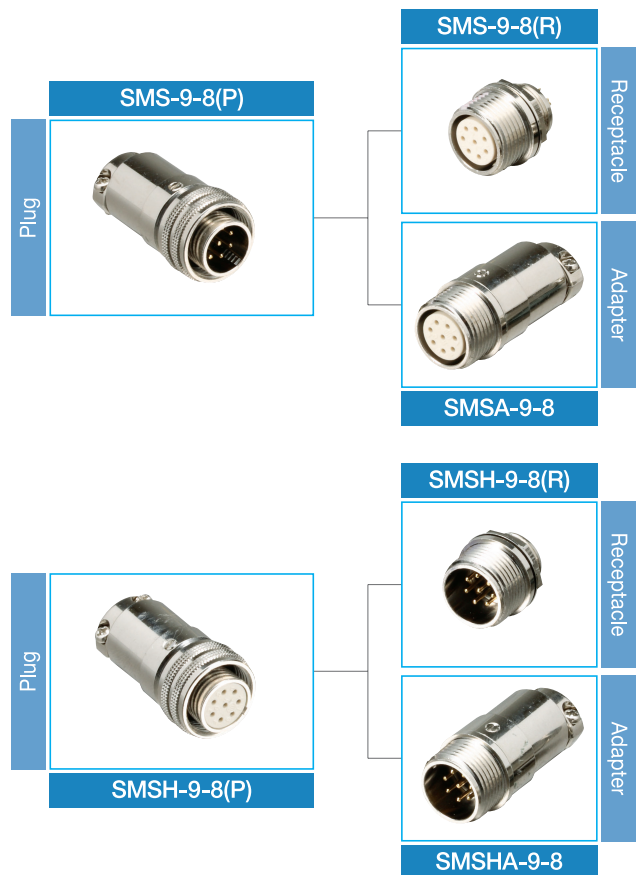 SMS-9-8(R)
Receptacle
SMS-9-8(P)
Plug
Adapter
SMSA-9-8
SMSH-9-8(R)
Receptacle
Plug
SMSH-9-8(P)
Adapter
SMSHA-9-8